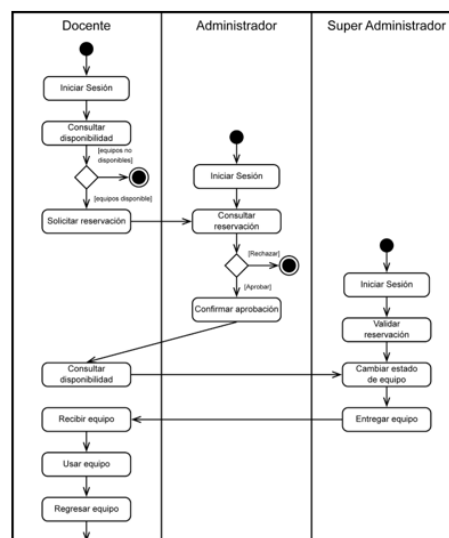 Docente
Administrador
Super Administrador
Iniciar Sesión
Consultar
disponibilidad
[equipos no
disponibles]
[equipos disponible]
Solicitar reservación
Iniciar Sesión
Consultar
reservación
[Rechazar]
[Aprobar]
Confirmar aprobación
Iniciar Sesión
Validar
reservación
Consultar
disponibilidad
Cambiar estado
de equipo
Recibir equipo
Entregar equipo
Usar equipo
Regresar equipo